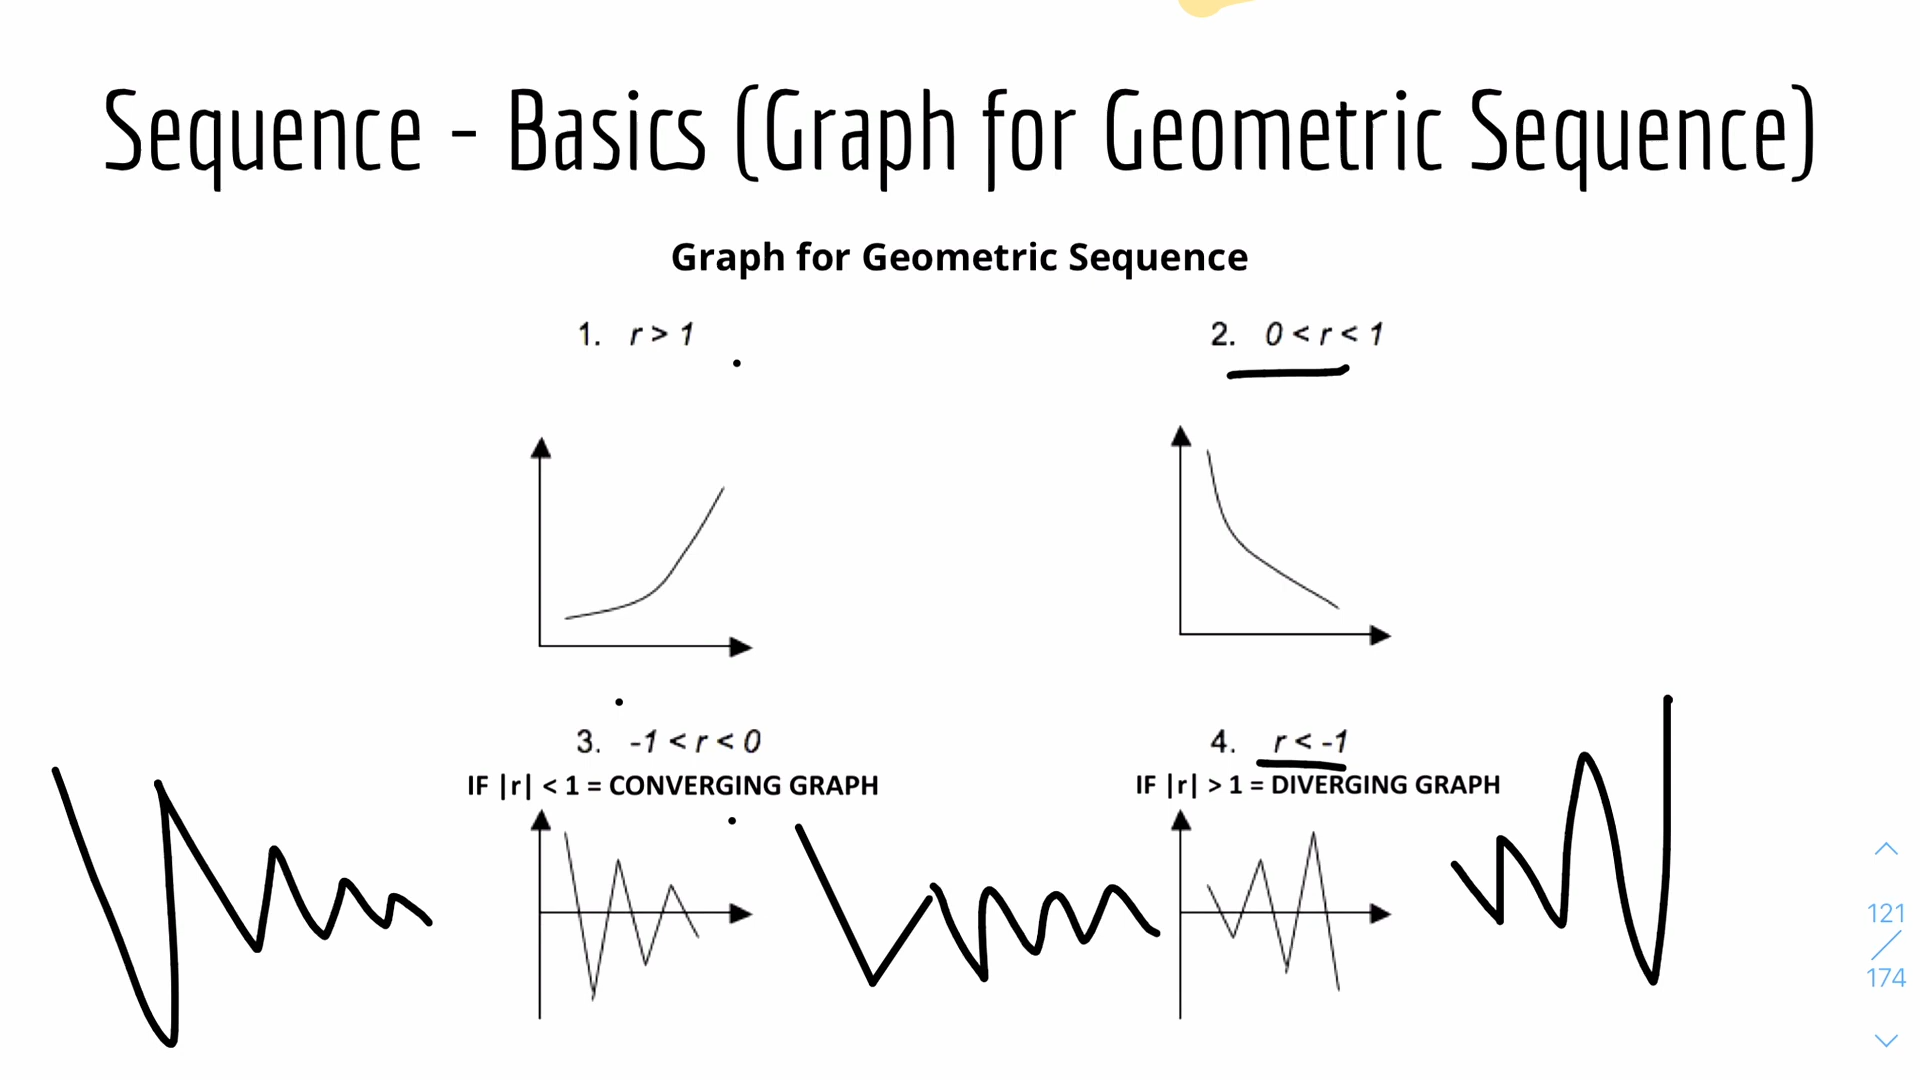 Sequence - Basics (Graph for Geometric Sequence)
Graph for Geometric Sequence
1. r > 1
2. 0 < r < 1
3. -1 < r < 0
IF |r| < 1 = CONVERGING GRAPH
4. r < -1
IF |r| > 1 = DIVERGING GRAPH
121
/
174